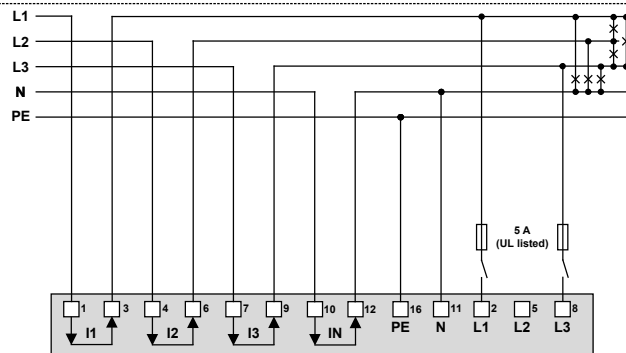 L1
L2
L3
N
PE
5 A
(UL listed)
1 3 4 6 7 9 10 12 16 11 2 5 8
I1 I2 I3 IN PE N L1 L2 L3